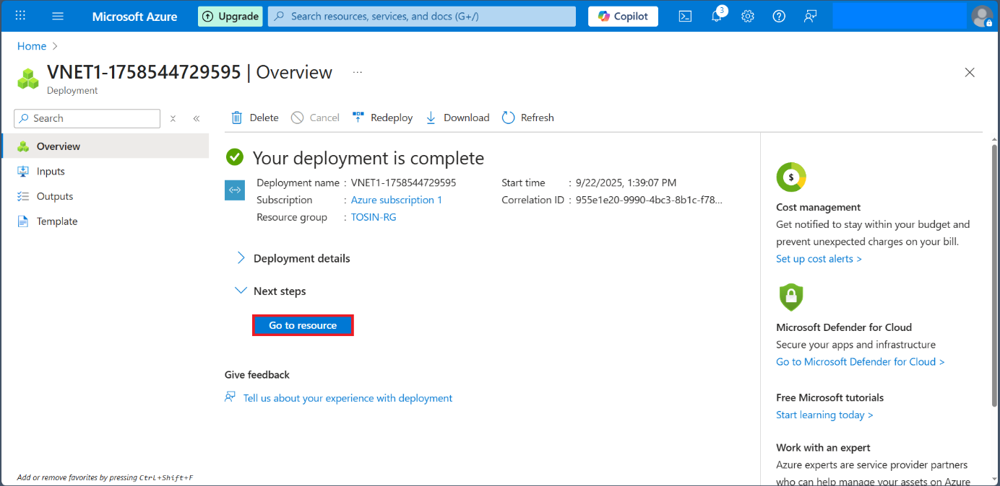 Microsoft Azure
Upgrade
Search resources, services, and docs (G+/)
Copilot
3
Home >
VNET1-1758544729595 | Overview ...
Deployment
Search
Delete
Cancel
Redeploy
Download
Refresh
Overview
Inputs
Outputs
Template
Your deployment is complete
Deployment name : VNET1-1758544729595
Subscription : Azure subscription 1
Resource group : TOSIN-RG
Start time : 9/22/2025, 1:39:07 PM
Correlation ID : 955e1e20-9990-4bc3-8b1c-f78...
Deployment details
Next steps
Go to resource
Give feedback
Tell us about your experience with deployment
$
Cost management
Get notified to stay within your budget and
prevent unexpected charges on your bill.
Set up cost alerts >
Microsoft Defender for Cloud
Secure your apps and infrastructure
Go to Microsoft Defender for Cloud >
Free Microsoft tutorials
Start learning today >
Work with an expert
Azure experts are service provider partners
who can help manage your assets on Azure
Add or remove favorites by pressing Ctrl+Shift+F